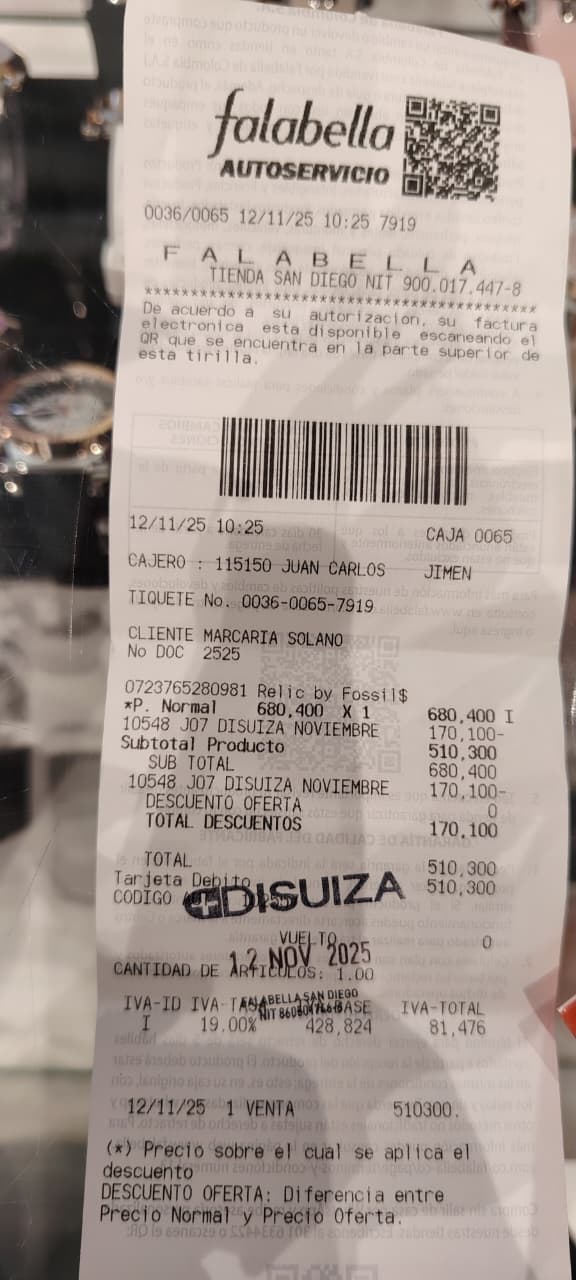 falabella
AUTOSERVICIO
0036/0065 12/11/25 10:25 7919
F A L A B E L L A
TIENDA SAN DIEGO NIT 900.017.447-8
****************************************
De acuerdo a su autorizacion, su factura
electronica esta disponible escaneando el
QR que se encuentra en la parte superior de
esta tirilla.
12/11/25 10:25 CAJA 0065
CAJERO : 115150 JUAN CARLOS JIMEN
TIQUETE No. 0036-0065-7919
CLIENTE MARCARIA SOLANO
No DOC 2525
0723765280981 Relic by Fossil$
*P. Normal 680,400 X 1 680,400 I
10548 J07 DISUIZA NOVIEMBRE 170,100-
Subtotal Producto 510,300
SUB TOTAL 680,400
10548 J07 DISUIZA NOVIEMBRE 170,100-
DESCUENTO OFERTA 0
TOTAL DESCUENTOS 170,100
TOTAL 510,300
Tarjeta Debito 510,300
CODIGO
DISUIZA
VUELTO 0
12 NOV 2025
CANTIDAD DE ARTICULOS: 1.00
FALABELLA SAN DIEGO
NIT
IVA-ID IVA-TASA IVA-BASE IVA-TOTAL
I 19.00% 428,824 81,476
12/11/25 1 VENTA 510300.
(*) Precio sobre el cual se aplica el
descuento
DESCUENTO OFERTA: Diferencia entre
Precio Normal y Precio Oferta.